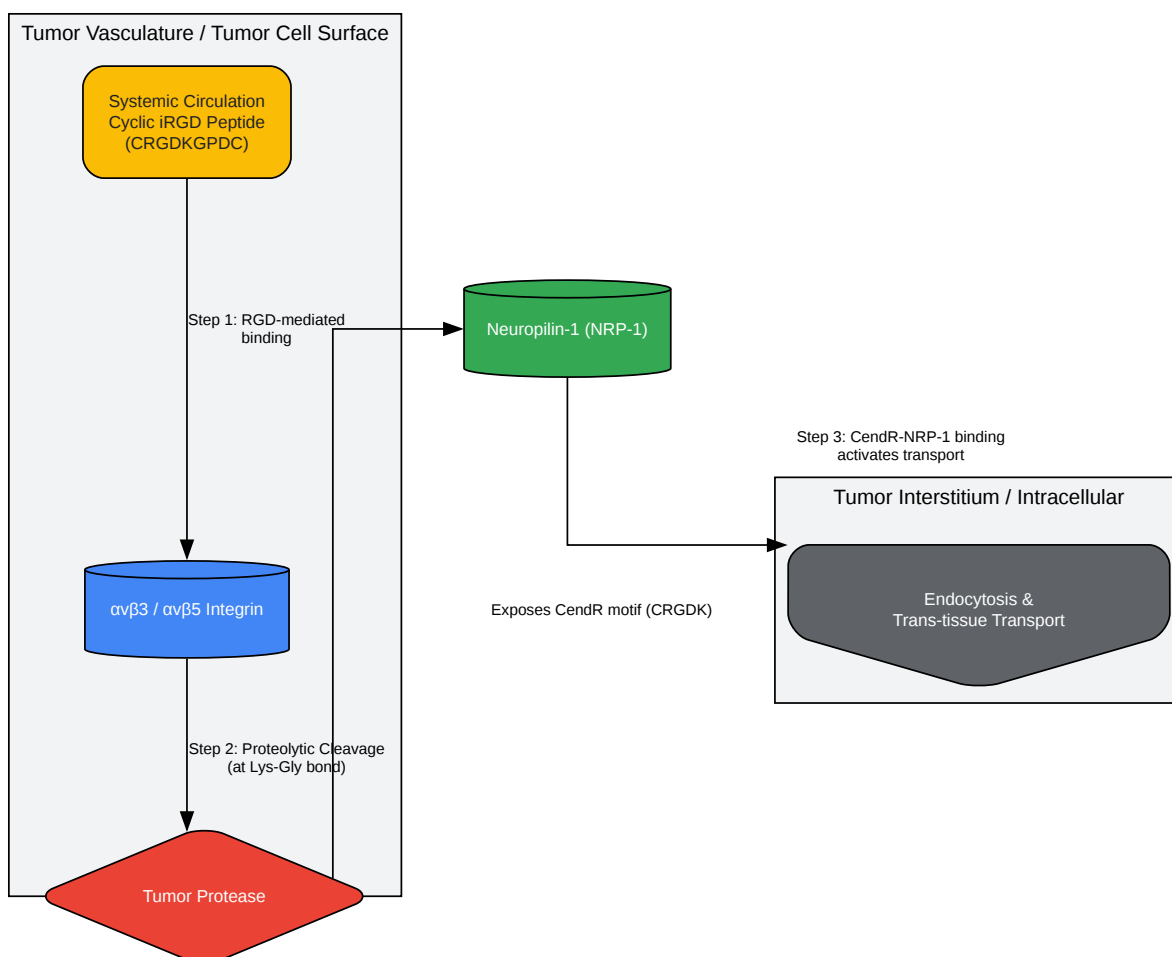 Tumor Vasculature / Tumor Cell Surface
Systemic Circulation
Cyclic iRGD Peptide
(CRGDKGPDC)
Step 1: RGD-mediated
binding
Neuropilin-1 (NRP-1)
Step 3: CendR-NRP-1 binding
activates transport
Tumor Interstitium / Intracellular
αvβ3 / αvβ5 Integrin
Exposes CendR motif (CRGDK)
Endocytosis &
Trans-tissue Transport
Step 2: Proteolytic Cleavage
(at Lys-Gly bond)
Tumor Protease